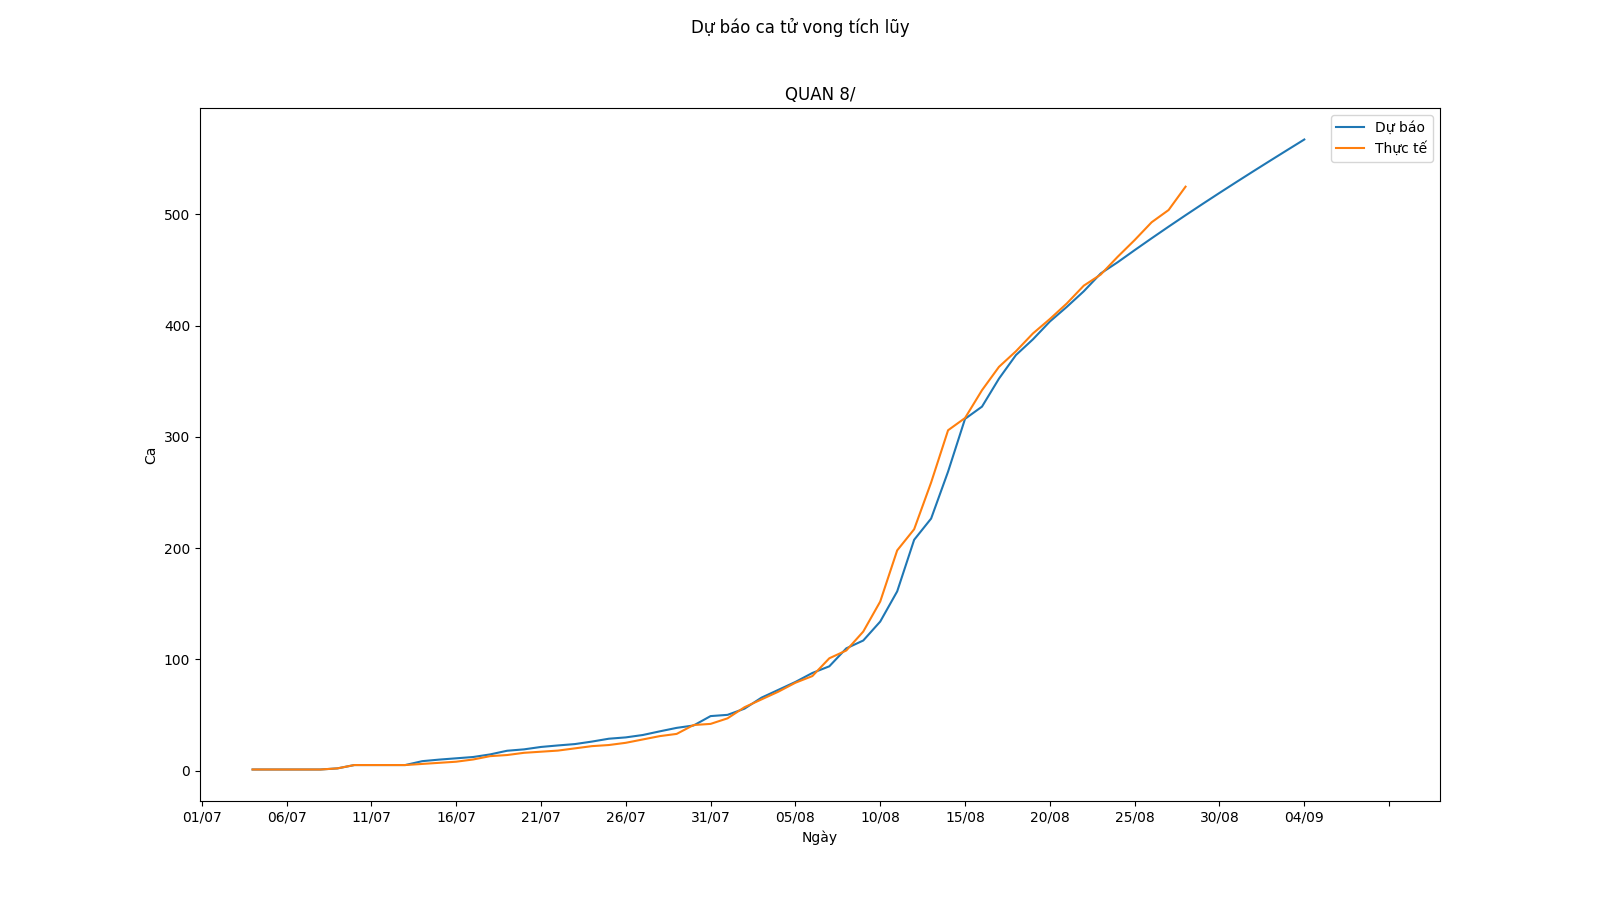 Dự báo ca tử vong tích lũy
QUAN 8/
Dự báo
Thực tế
500
400
300
200
100
0
Ca
01/07 06/07 11/07 16/07 21/07 26/07 31/07 05/08 10/08 15/08 20/08 25/08 30/08 04/09
Ngày